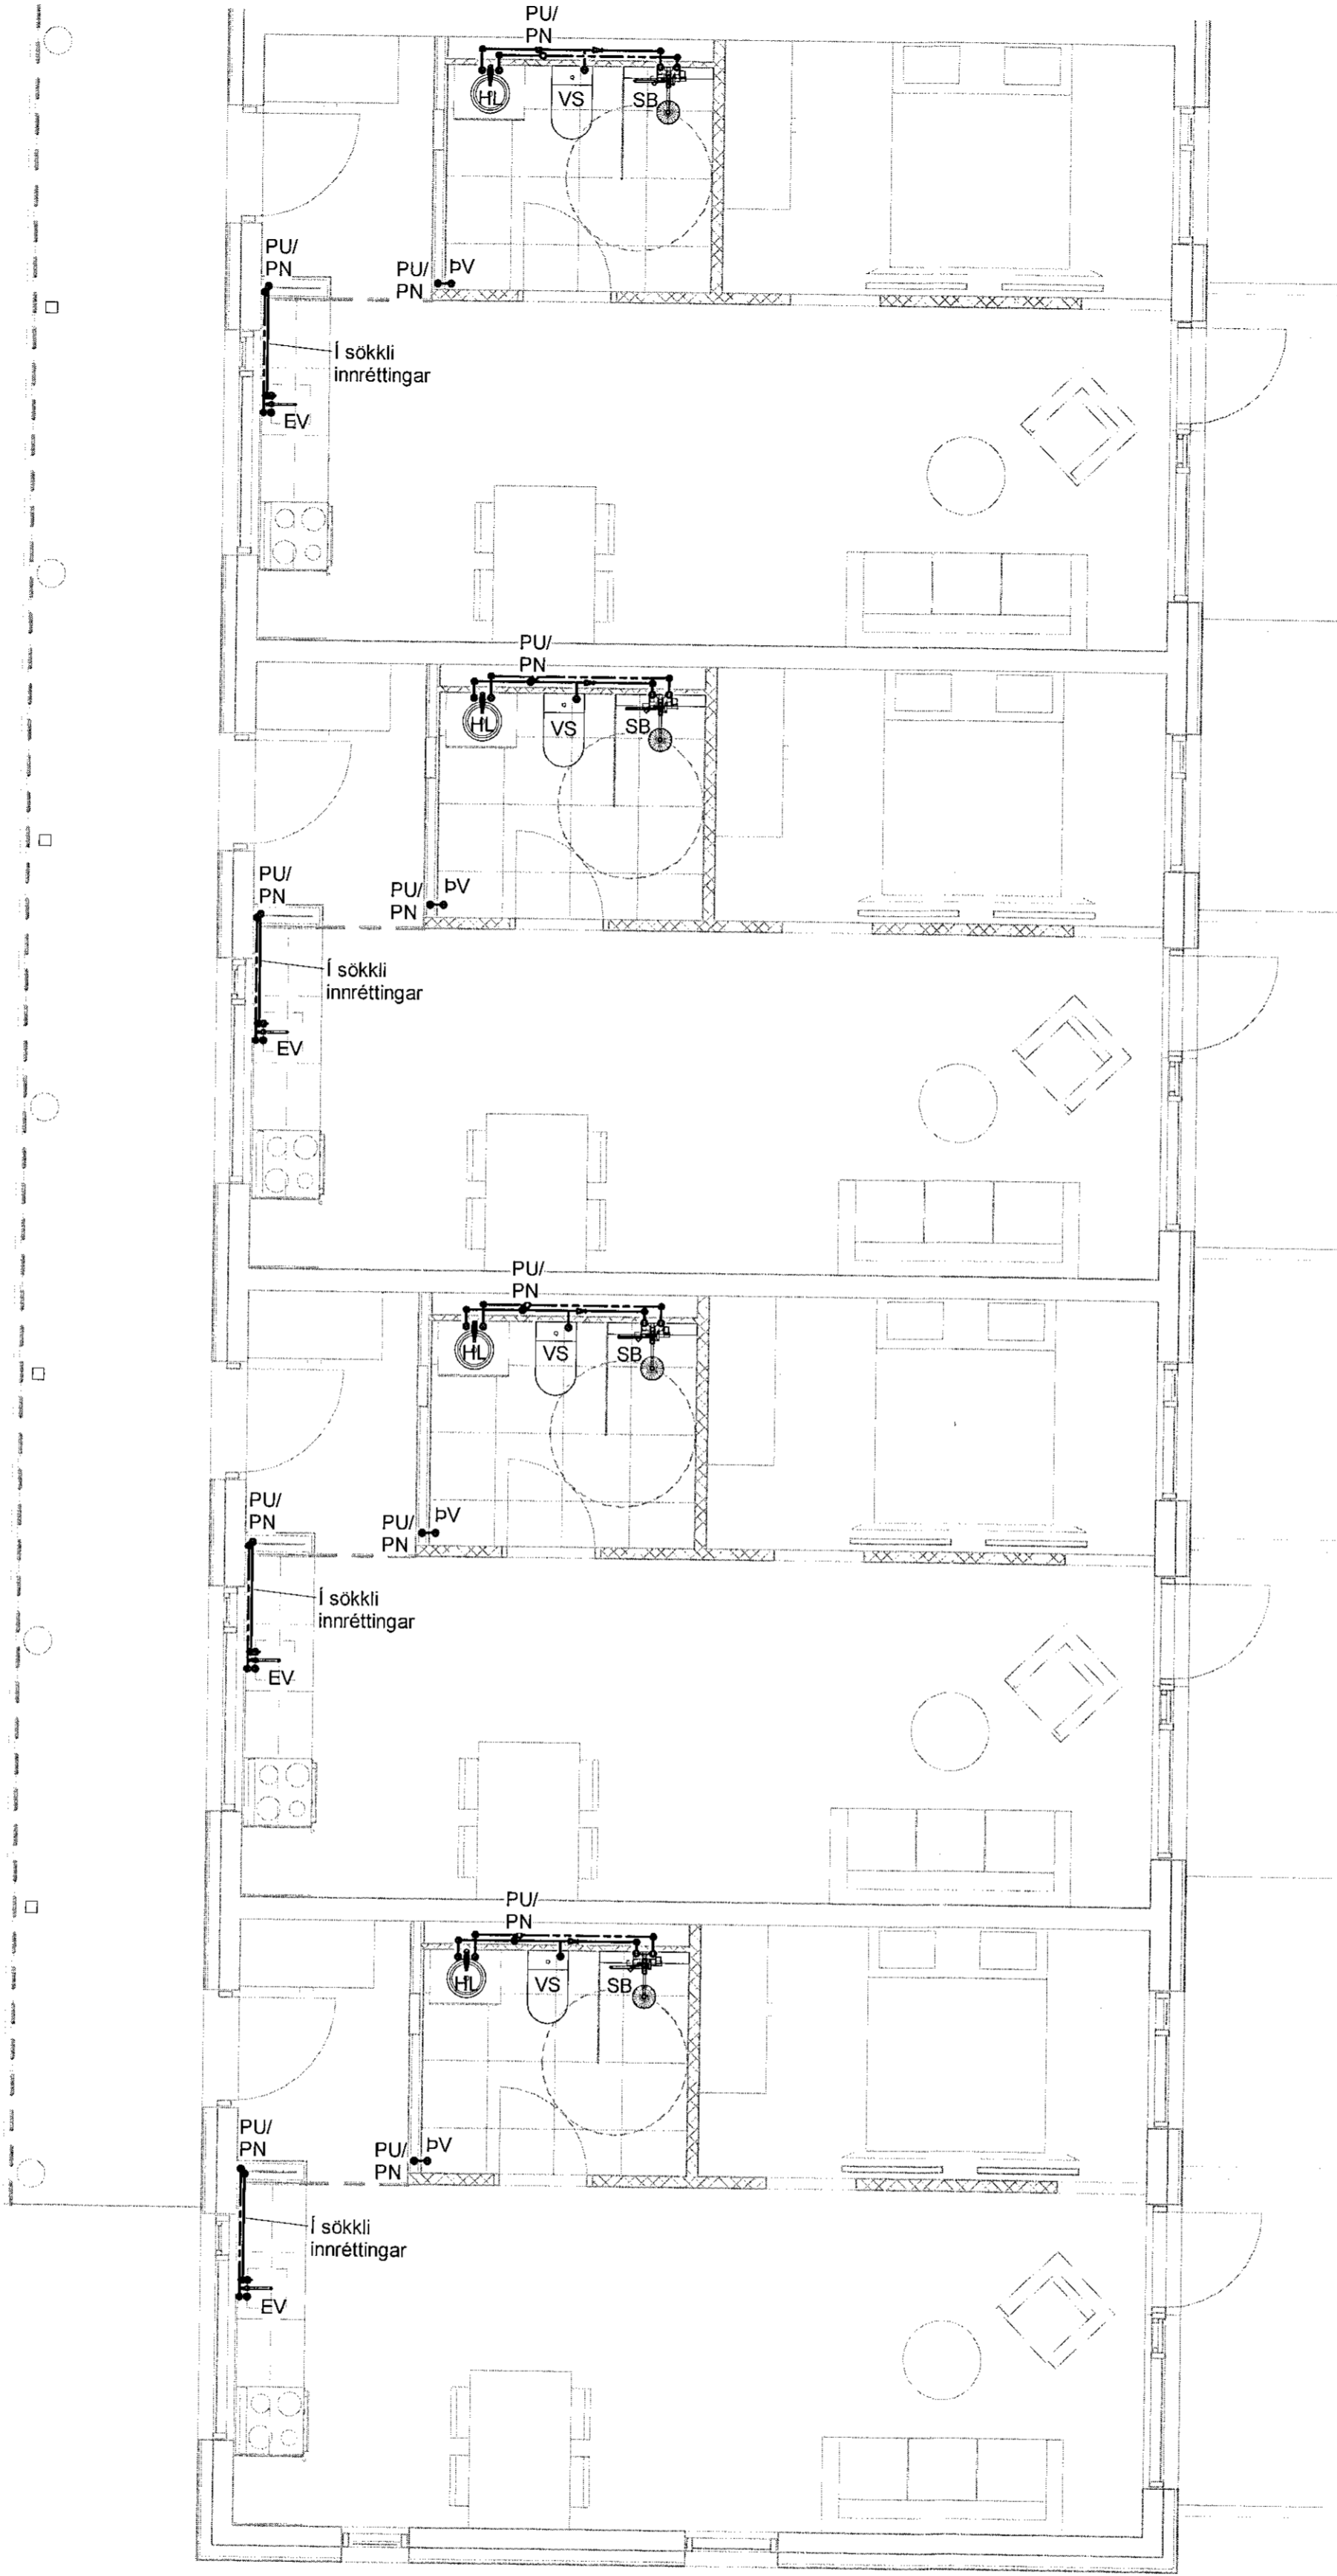 PU/
PN
HL
VS
SB
PU/
PN
PU/
PN
ÞV
Í sökkli
innréttingar
EV
PU/
PN
HL
VS
SB
PU/
PN
PU/
PN
ÞV
Í sökkli
innréttingar
EV
PU/
PN
HL
VS
SB
PU/
PN
PU/
PN
ÞV
Í sökkli
innréttingar
EV
PU/
PN
HL
VS
SB
PU/
PN
PU/
PN
ÞV
Í sökkli
innréttingar
EV